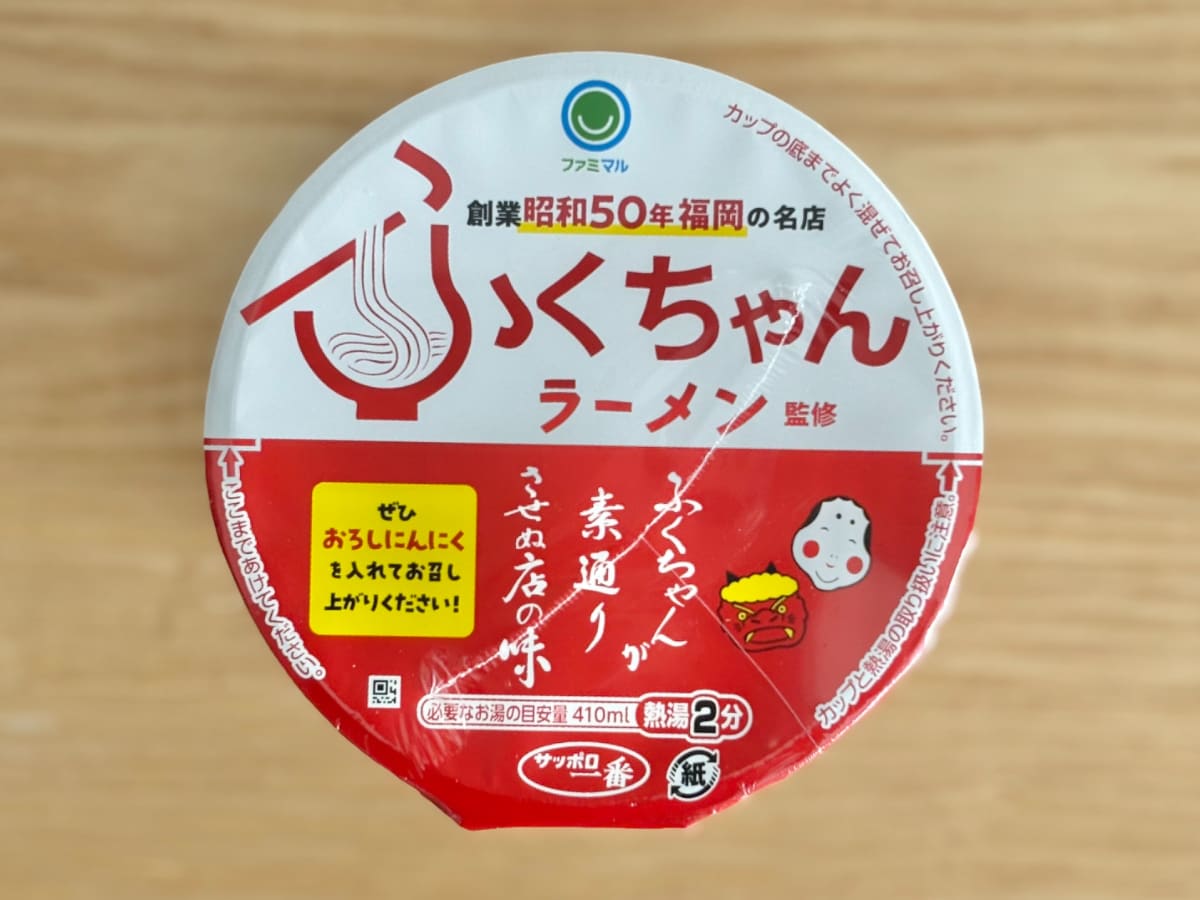 ファミマル
創業昭和50年福岡の名店
ふくちゃん
ラーメン 監修
カップの底までよく混ぜてお召し上がりください。
ここまであけてください。
ぜひ
おろしにんにく
を入れてお召し
上がりください!
ふくちゃんが
素通り
させぬ店の味
カップと熱湯の取り扱いに注意。
必要なお湯の目安量 410ml 熱湯2分
サッポロ一番
紙